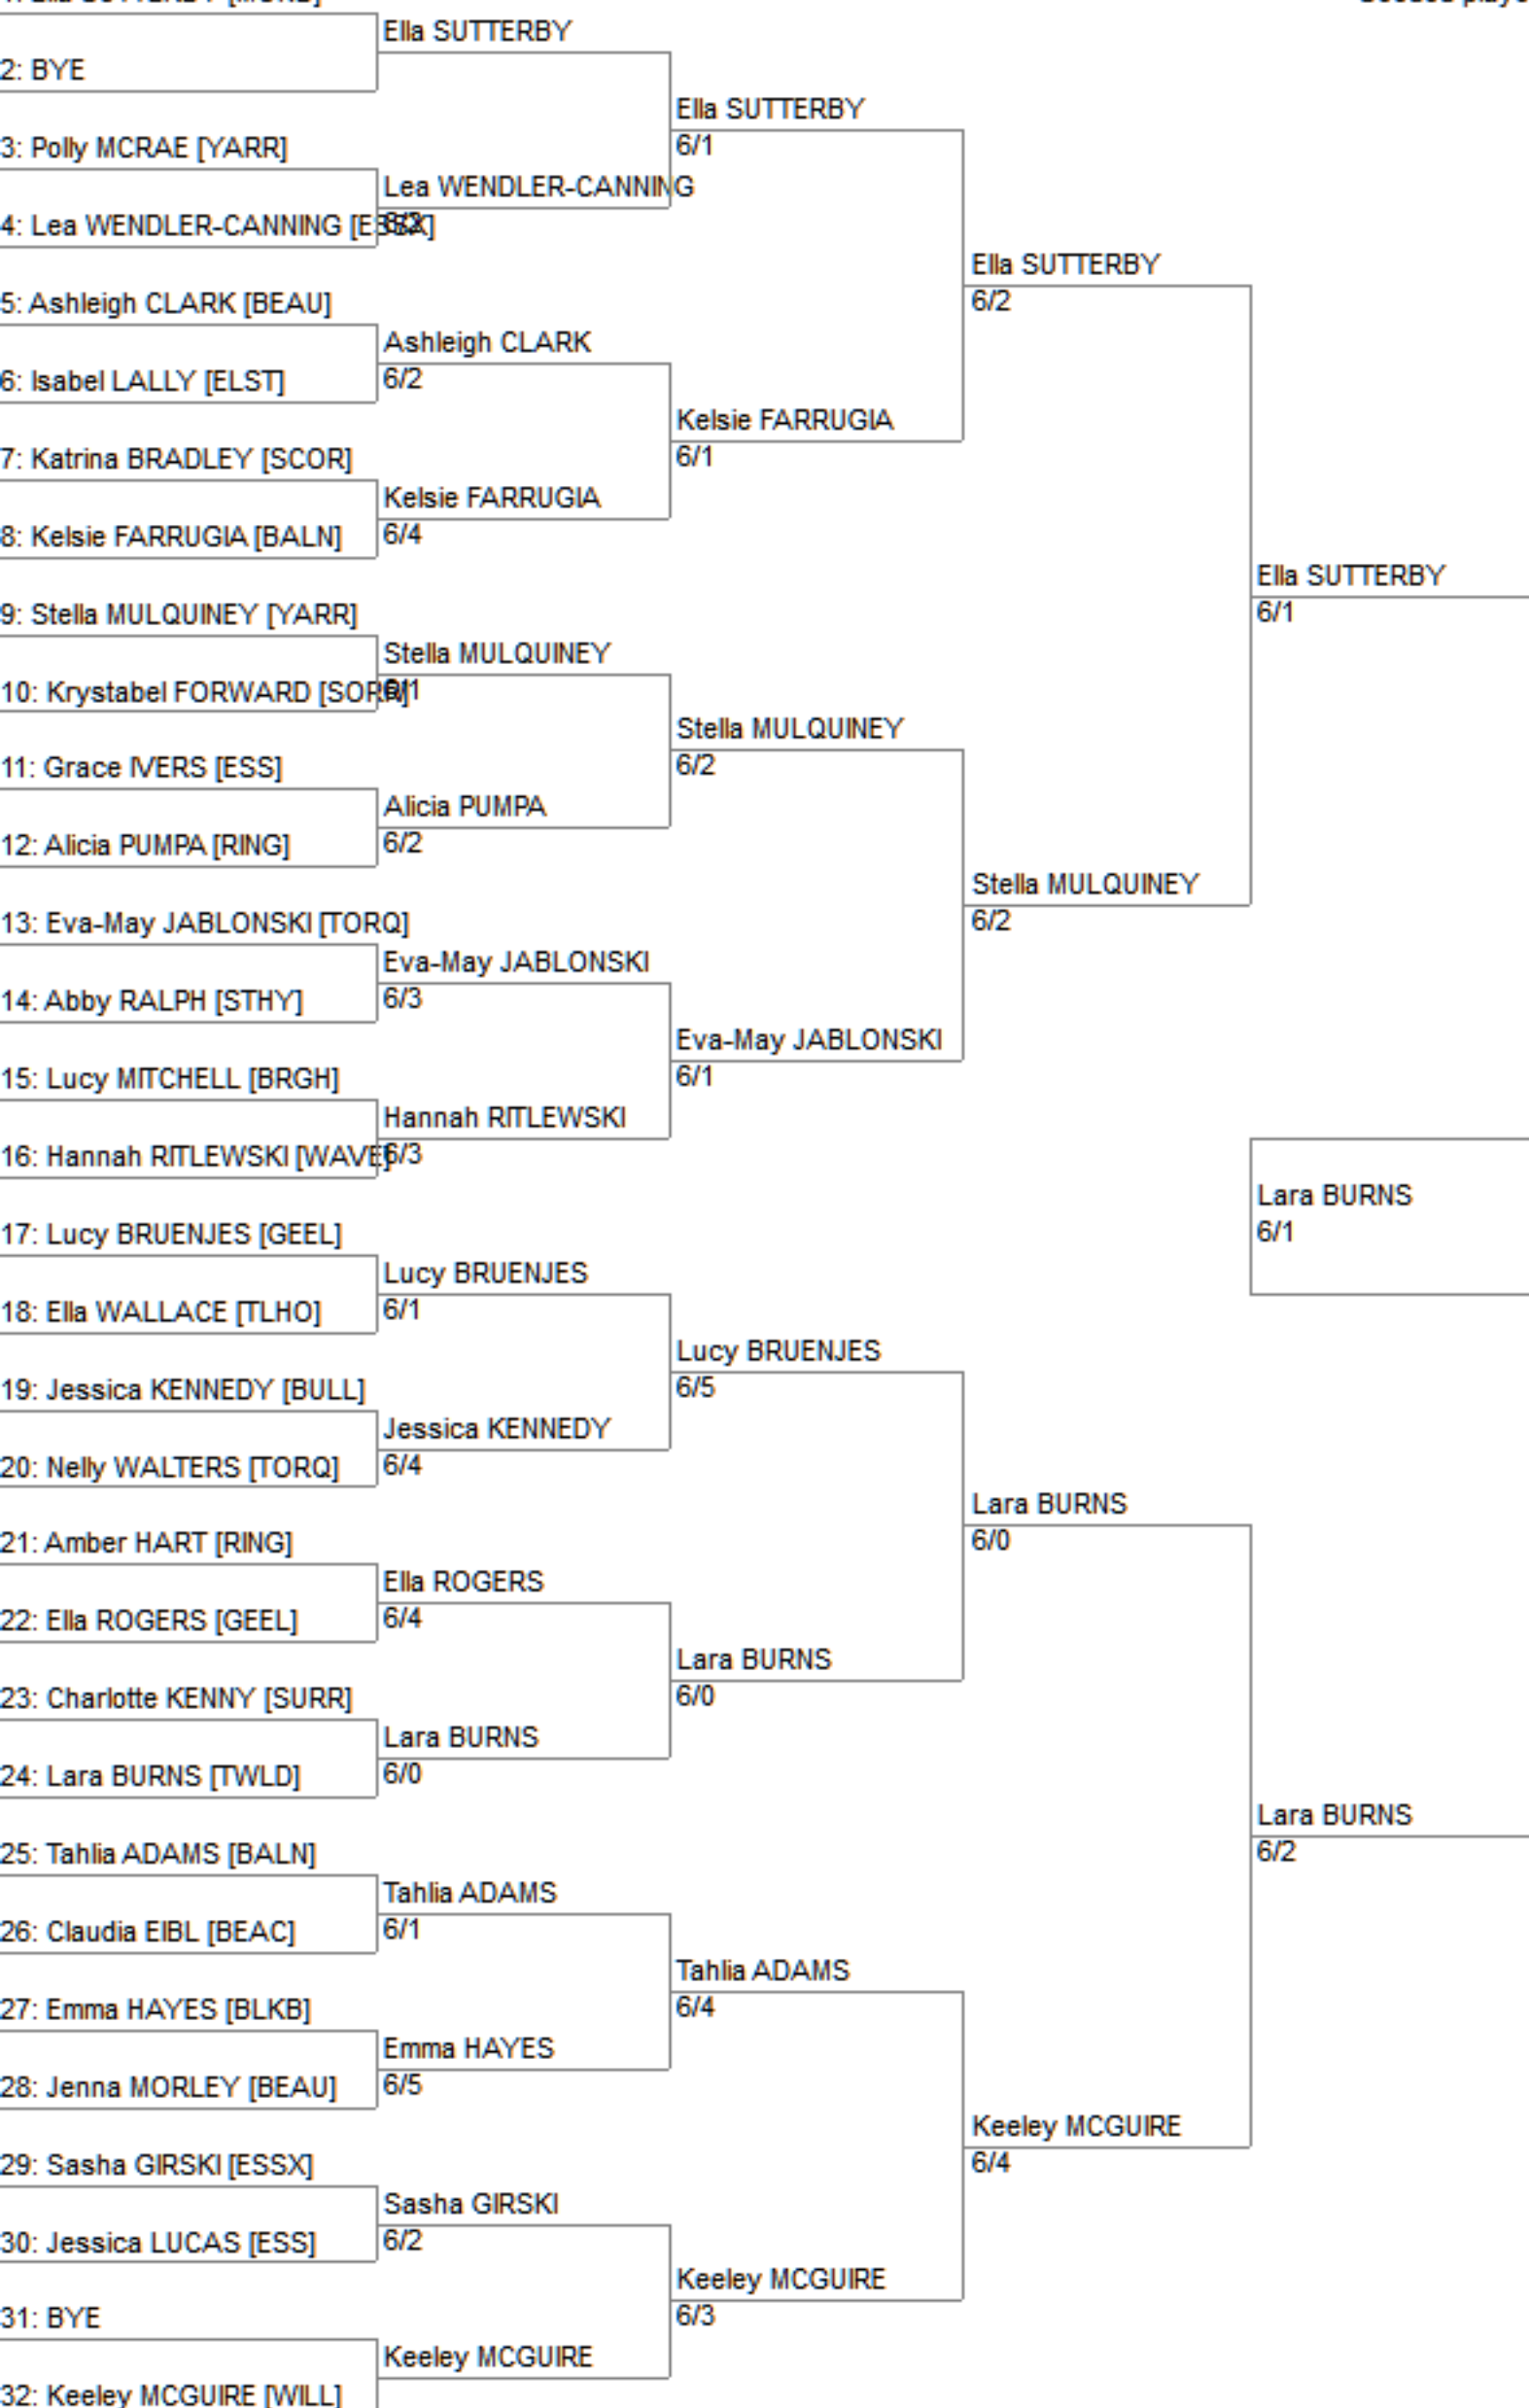 Ella SUTTERBY
2: BYE
Ella SUTTERBY
6/1
3: Polly MCRAE [YARR]
Lea WENDLER-CANNING
4: Lea WENDLER-CANNING [ESSX]
Ella SUTTERBY
6/2
5: Ashleigh CLARK [BEAU]
Ashleigh CLARK
6/2
6: Isabel LALLY [ELST]
Kelsie FARRUGIA
6/1
7: Katrina BRADLEY [SCOR]
Kelsie FARRUGIA
6/4
8: Kelsie FARRUGIA [BALN]
Ella SUTTERBY
6/1
9: Stella MULQUINEY [YARR]
Stella MULQUINEY
6/1
10: Krystabel FORWARD
Stella MULQUINEY
6/2
11: Grace IVERS [ESS]
Alicia PUMPA
6/2
12: Alicia PUMPA [RING]
Stella MULQUINEY
6/2
13: Eva-May JABLONSKI [TORQ]
Eva-May JABLONSKI
6/3
14: Abby RALPH [STHY]
Eva-May JABLONSKI
6/1
15: Lucy MITCHELL [BRGH]
Hannah RITLEWSKI
6/3
16: Hannah RITLEWSKI [WAVE]
Lara BURNS
6/1
17: Lucy BRUENJES [GEEL]
Lucy BRUENJES
6/1
18: Ella WALLACE [TLHO]
Lucy BRUENJES
6/5
19: Jessica KENNEDY [BULL]
Jessica KENNEDY
6/4
20: Nelly WALTERS [TORQ]
Lara BURNS
6/0
21: Amber HART [RING]
Ella ROGERS
6/4
22: Ella ROGERS [GEEL]
Lara BURNS
6/0
23: Charlotte KENNY [SURR]
Lara BURNS
6/0
24: Lara BURNS [TWLD]
Lara BURNS
6/2
25: Tahlia ADAMS [BALN]
Tahlia ADAMS
6/1
26: Claudia EIBL [BEAC]
Tahlia ADAMS
6/4
27: Emma HAYES [BLKB]
Emma HAYES
6/5
28: Jenna MORLEY [BEAU]
Keeley MCGUIRE
6/4
29: Sasha GIRSKI [ESSX]
Sasha GIRSKI
6/2
30: Jessica LUCAS [ESS]
Keeley MCGUIRE
6/3
31: BYE
Keeley MCGUIRE
32: Keeley MCGUIRE [WILL]